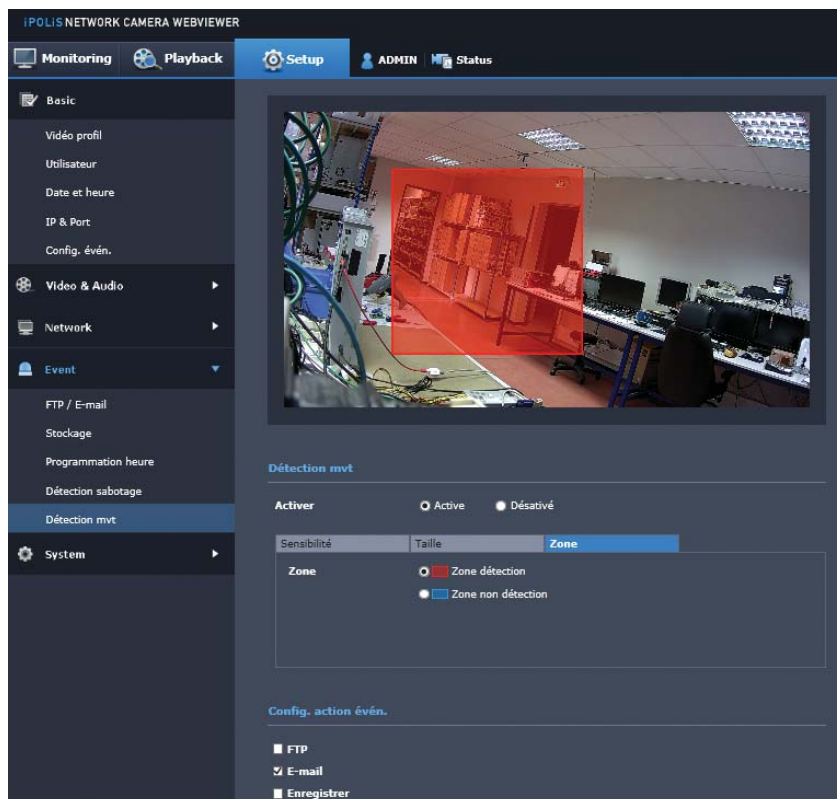 iPOLiS NETWORK CAMERA WEBVIEWER
Monitoring Playback Setup ADMIN Status
Basic
Vidéo profil
Utilisateur
Date et heure
IP & Port
Config. évén.
Video & Audio
Network
Event
FTP / E-mail
Stockage
Programmation heure
Détection sabotage
Détection mvt
System
Détection mvt
Activer Active Désativé
Sensibilité Taille Zone
Zone Zone détection
Zone non détection
Config. action évén.
FTP
E-mail
Enregistrer